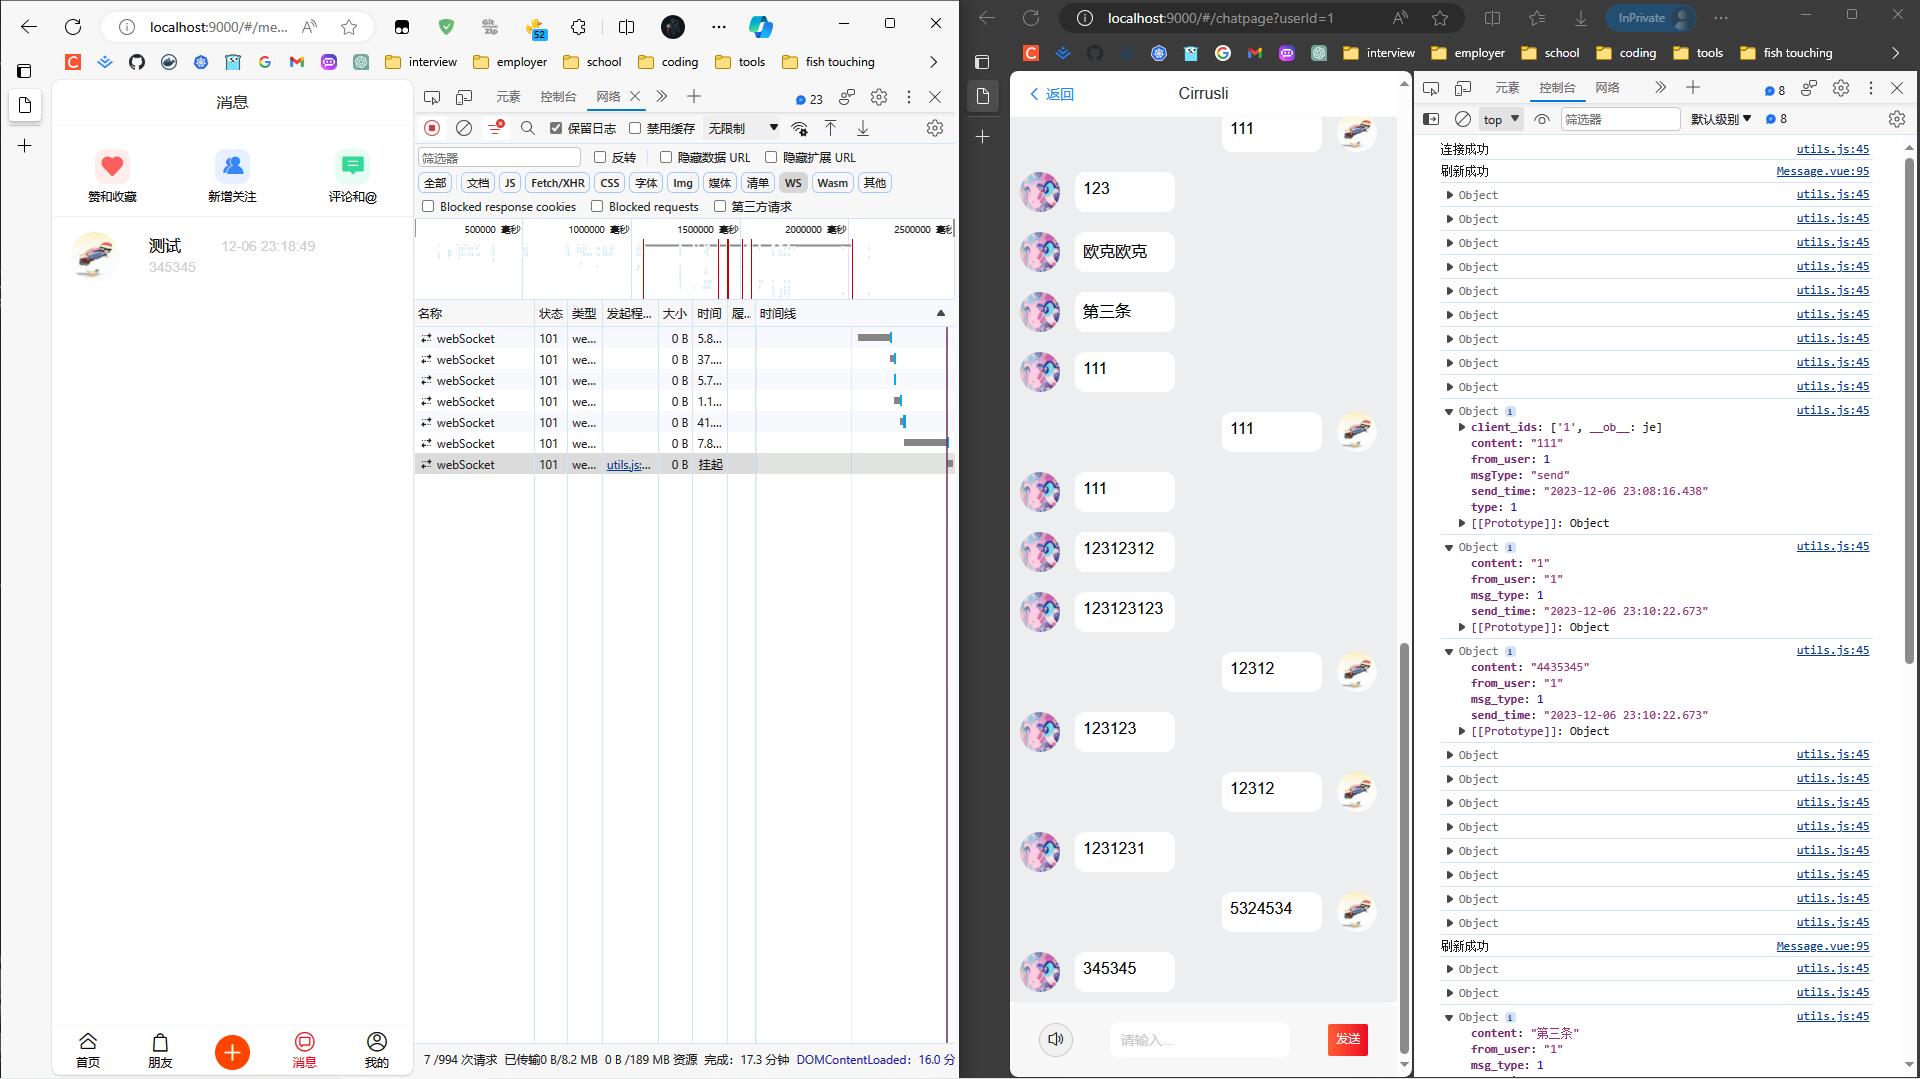 localhost:9000/#/me...
52
interview
employer
school
coding
tools
fish touching
消息
赞和收藏
新增关注
评论和@
测试
12-06 23:18:49
345345
首页
朋友
消息
我的
元素
控制台
网络
23
保留日志
禁用缓存
无限制
筛选器
反转
隐藏数据 URL
隐藏扩展 URL
全部
文档
JS
Fetch/XHR
CSS
字体
Img
媒体
清单
WS
Wasm
其他
Blocked response cookies
Blocked requests
第三方请求
500000 毫秒
1000000 毫秒
1500000 毫秒
2000000 毫秒
2500000 毫秒
名称 状态 类型 发起程... 大小 时间 履... 时间线
webSocket 101 we... 0 B 5.8...
webSocket 101 we... 0 B 37....
webSocket 101 we... 0 B 5.7...
webSocket 101 we... 0 B 1.1...
webSocket 101 we... 0 B 41....
webSocket 101 we... 0 B 7.8...
webSocket 101 we... utils.js:... 0 B 挂起
7 /994 次请求 已传输0 B/8.2 MB 0 B /189 MB 资源 完成：17.3 分钟 DOMContentLoaded：16.0 分
localhost:9000/#/chatpage?userId=1
InPrivate
interview
employer
school
coding
tools
fish touching
返回
Cirrusli
111
123
欧克欧克
第三条
111
111
111
12312312
123123123
12312
123123
12312
1231231
5324534
345345
请输入...
发送
元素
控制台
网络
8
top
筛选器
默认级别
8
连接成功 utils.js:45
刷新成功 Message.vue:95
Object utils.js:45
Object utils.js:45
Object utils.js:45
Object utils.js:45
Object utils.js:45
Object utils.js:45
Object utils.js:45
Object utils.js:45
Object utils.js:45
Object utils.js:45
client_ids: ['1', __ob__: je]
content: "111"
from_user: 1
msgType: "send"
send_time: "2023-12-06 23:08:16.438"
type: 1
[[Prototype]]: Object
Object utils.js:45
content: "1"
from_user: "1"
msg_type: 1
send_time: "2023-12-06 23:10:22.673"
[[Prototype]]: Object
Object utils.js:45
content: "4435345"
from_user: "1"
msg_type: 1
send_time: "2023-12-06 23:10:22.673"
[[Prototype]]: Object
Object utils.js:45
Object utils.js:45
Object utils.js:45
Object utils.js:45
Object utils.js:45
Object utils.js:45
Object utils.js:45
Object utils.js:45
刷新成功 Message.vue:95
Object utils.js:45
Object utils.js:45
Object utils.js:45
content: "第三条"
from_user: "1"
msg_type: 1